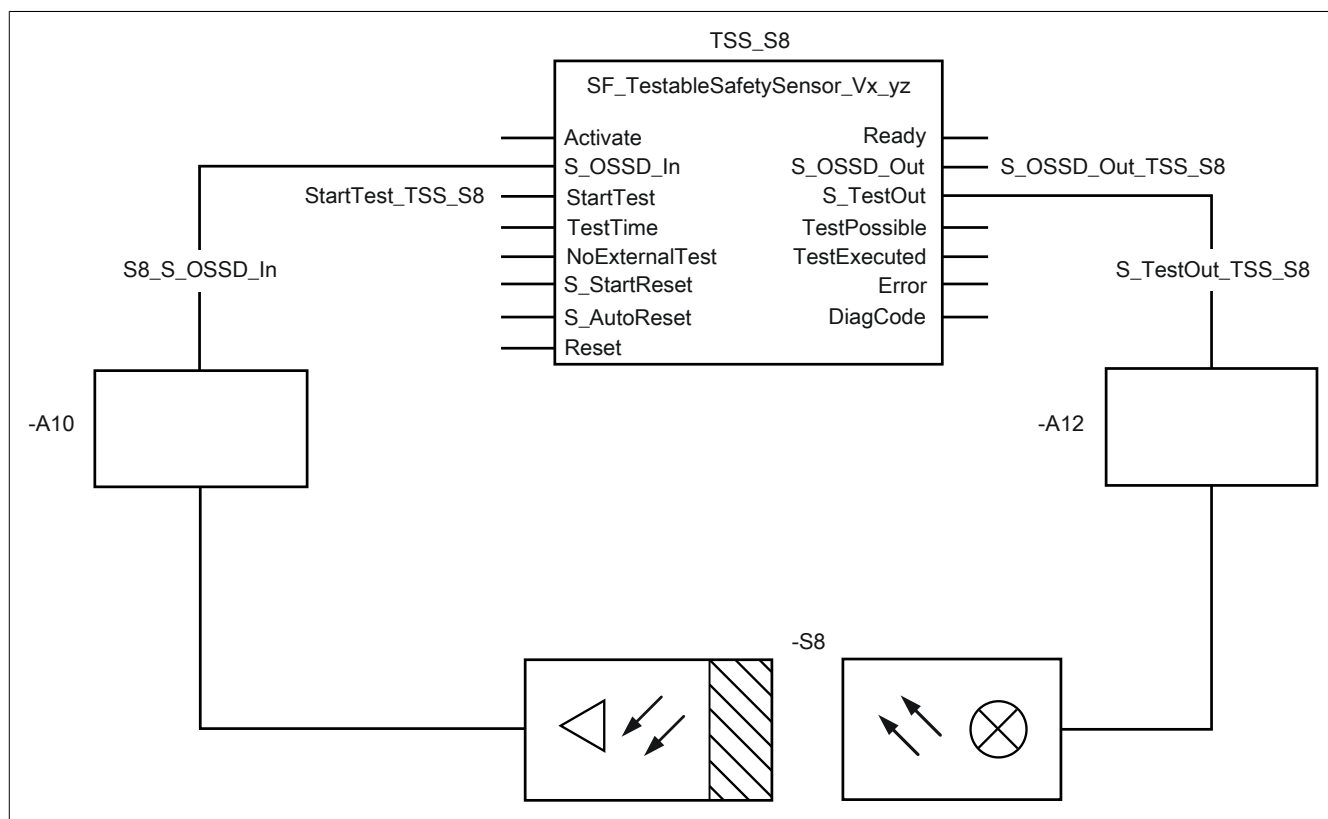 TSS_S8
SF_TestableSafetySensor_Vx_yz
Activate Ready
S_OSSD_In S_OSSD_Out S_OSSD_Out_TSS_S8
StartTest_TSS_S8 StartTest S_TestOut
TestTime TestPossible
NoExternalTest TestExecuted
S8_S_OSSD_In S_TestOut_TSS_S8
S_StartReset Error
S_AutoReset DiagCode
Reset
-A10 -A12
-S8